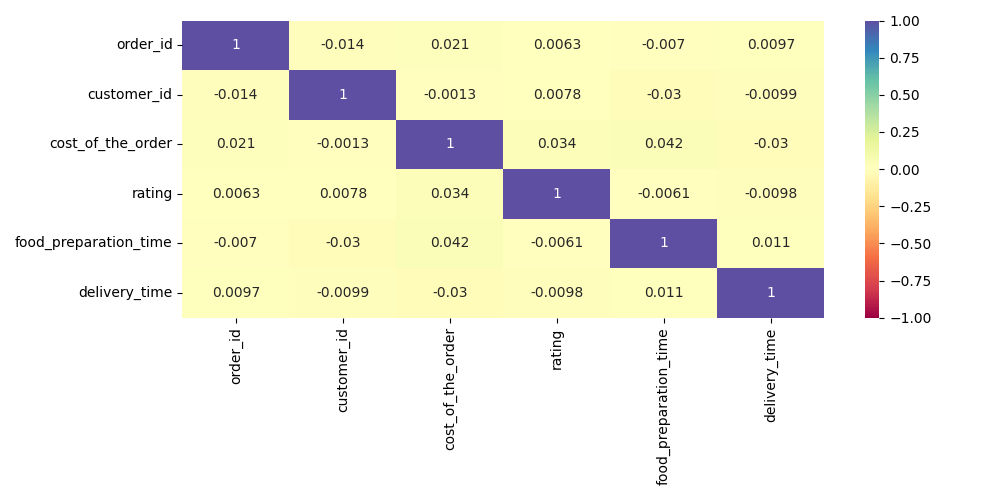 order_id 1 -0.014 0.021 0.0063 -0.007 0.0097
customer_id -0.014 1 -0.0013 0.0078 -0.03 -0.0099
cost_of_the_order 0.021 -0.0013 1 0.034 0.042 -0.03
rating 0.0063 0.0078 0.034 1 -0.0061 -0.0098
food_preparation_time -0.007 -0.03 0.042 -0.0061 1 0.011
delivery_time 0.0097 -0.0099 -0.03 -0.0098 0.011 1
order_id
customer_id
cost_of_the_order
rating
food_preparation_time
delivery_time
1.00
0.75
0.50
0.25
0.00
−0.25
−0.50
−0.75
−1.00